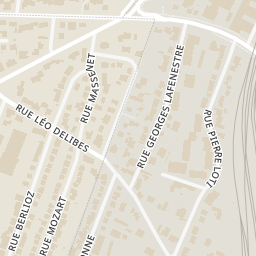 RUE MASSENET
RUE GEORGES LAFENESTRE
RUE PIERRE LOTI
RUE LÉO DELIBES
RUE BERLIOZ
RUE MOZART
ONNE